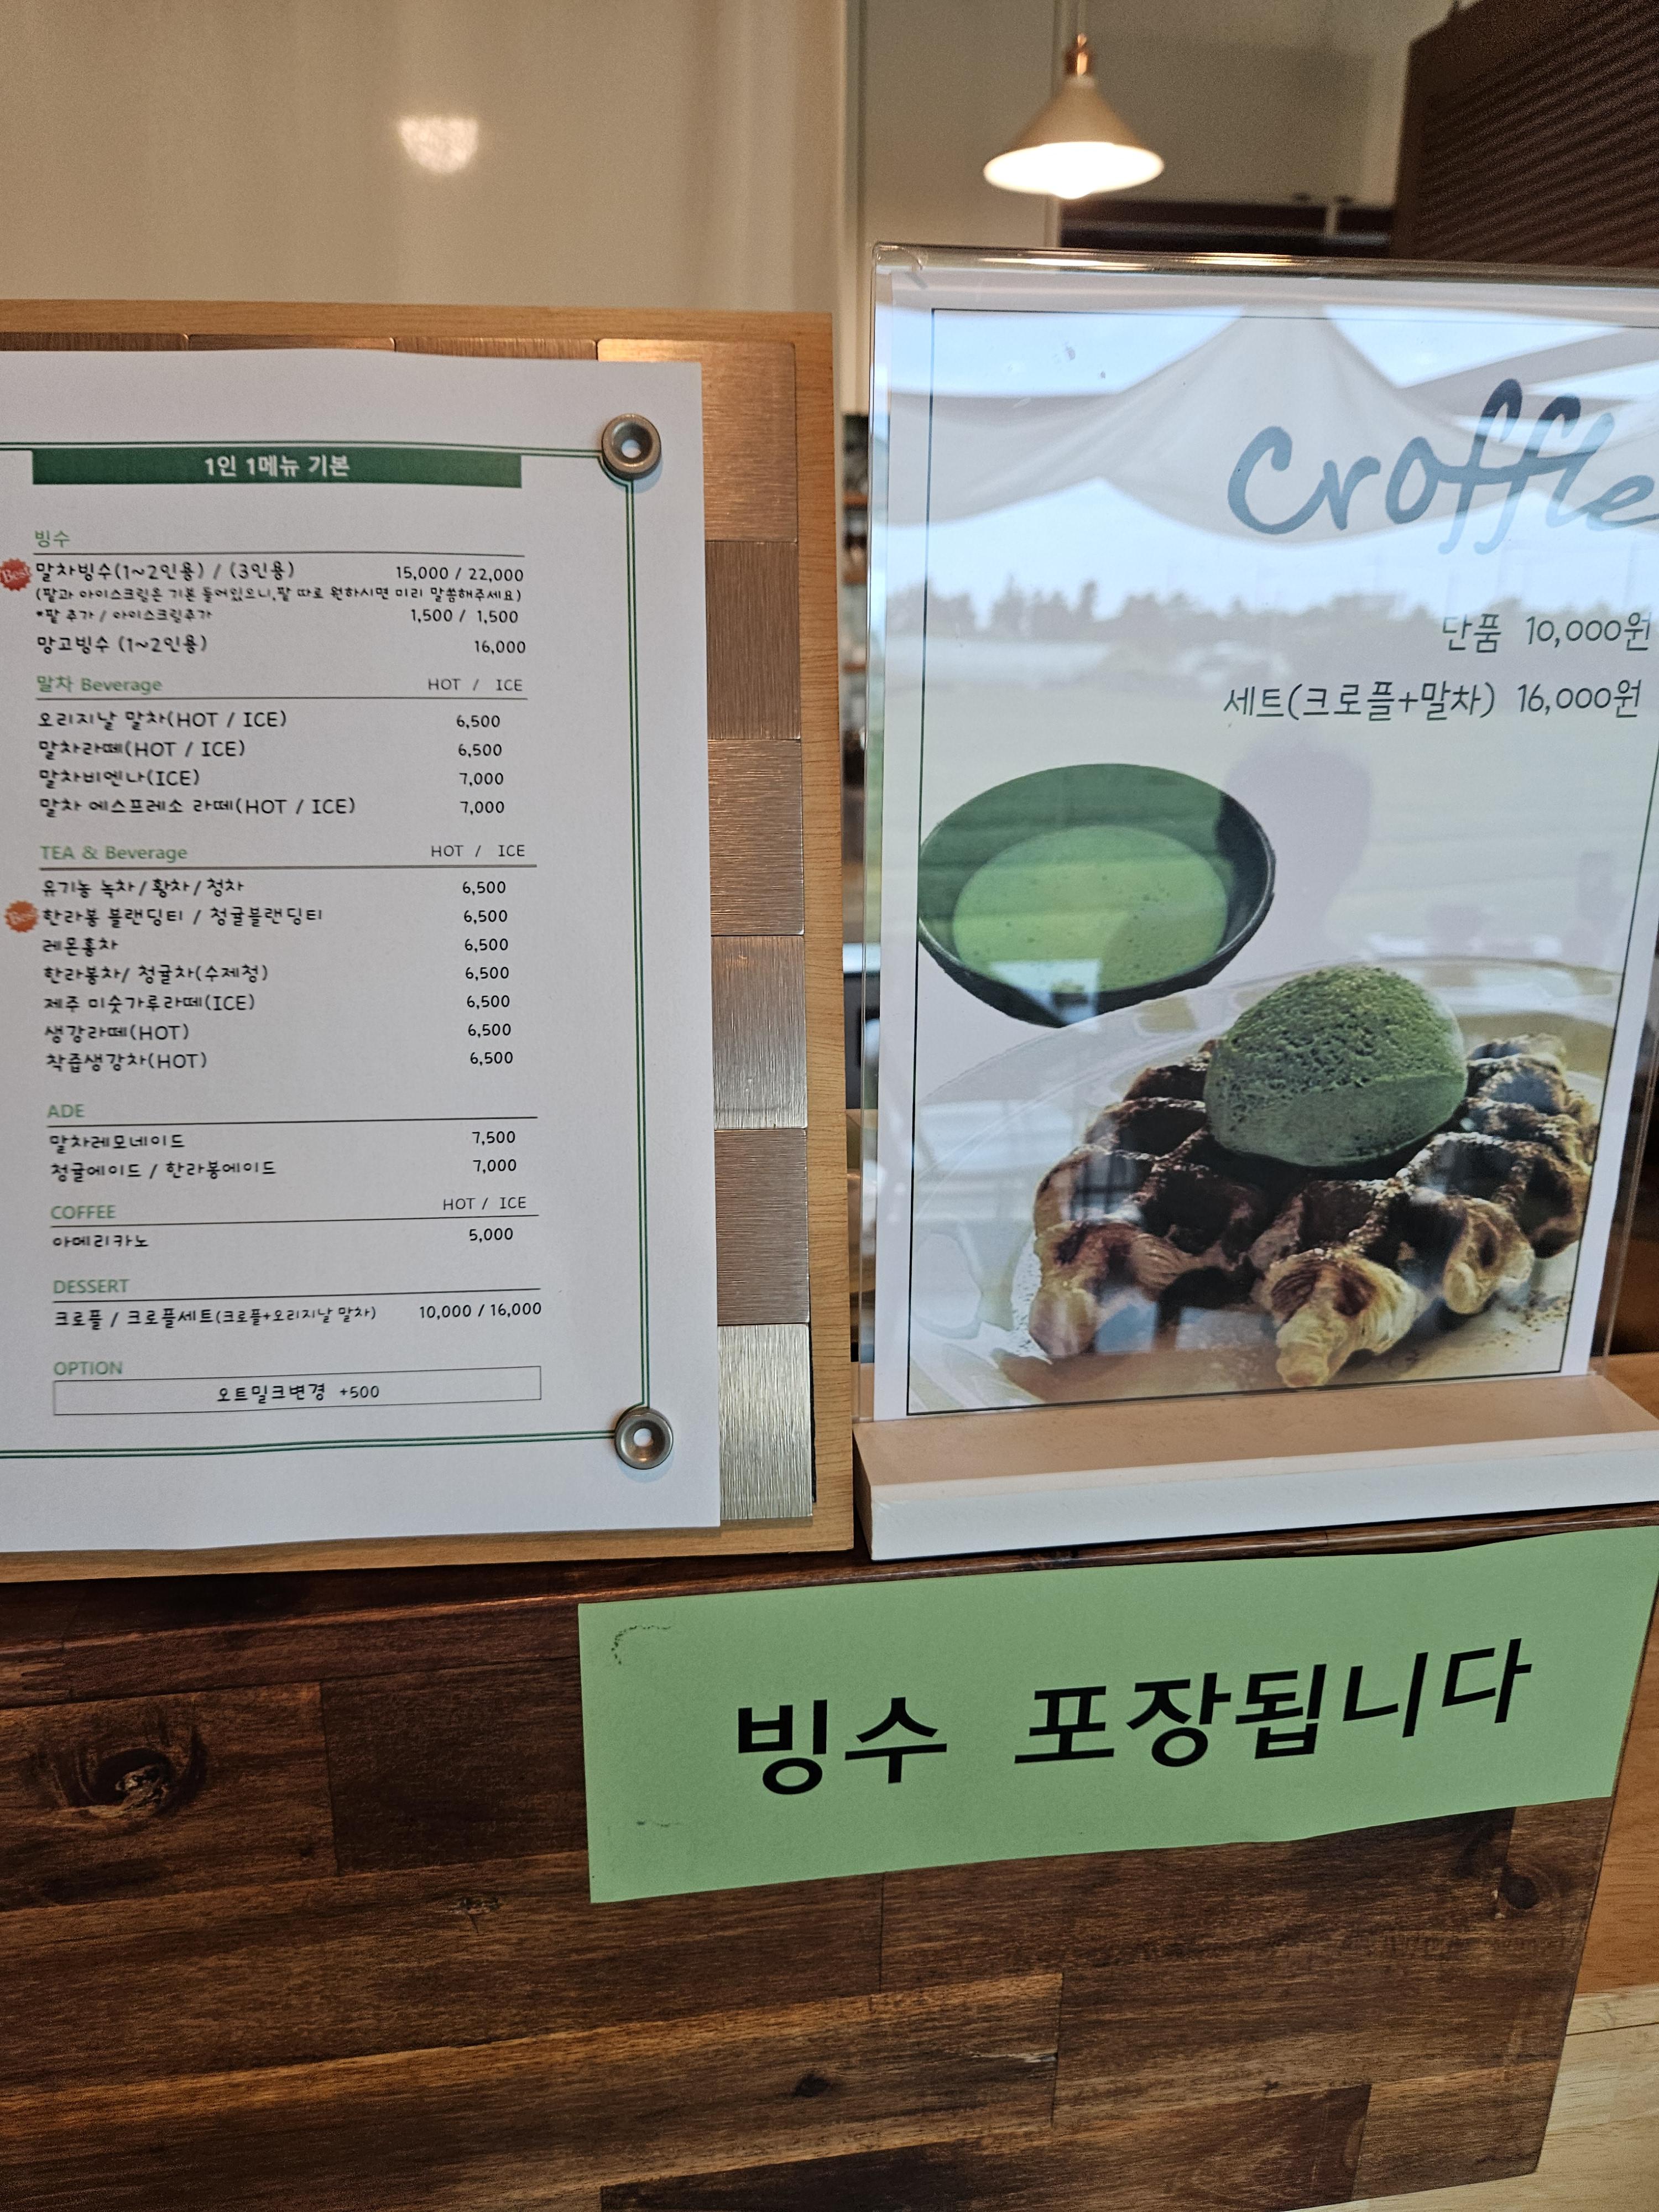 1인 1메뉴 기본
빙수
Best 말차빙수(1~2인용) / (3인용) 15,000 / 22,000
(팥과 아이스크림은 기본 들어있으니,팥 따로 원하시면 미리 말씀해주세요)
*팥 추가 / 아이스크림추가 1,500 / 1,500
망고빙수 (1~2인용) 16,000
말차 Beverage HOT / ICE
오리지날 말차(HOT / ICE) 6,500
말차라떼(HOT / ICE) 6,500
말차비엔나(ICE) 7,000
말차 에스프레소 라떼(HOT / ICE) 7,000
TEA & Beverage HOT / ICE
유기농 녹차 / 황차 / 청차 6,500
Best 한라봉 블랜딩티 / 청귤블랜딩티 6,500
레몬홍차 6,500
한라봉차/ 청귤차(수제청) 6,500
제주 미숫가루라떼(ICE) 6,500
생강라떼(HOT) 6,500
착즙생강차(HOT) 6,500
ADE
말차레모네이드 7,500
청귤에이드 / 한라봉에이드 7,000
COFFEE HOT / ICE
아메리카노 5,000
DESSERT
크로플 / 크로플세트(크로플+오리지날 말차) 10,000 / 16,000
OPTION
오트밀크변경 +500
croffle
단품 10,000원
세트(크로플+말차) 16,000원
빙수 포장됩니다